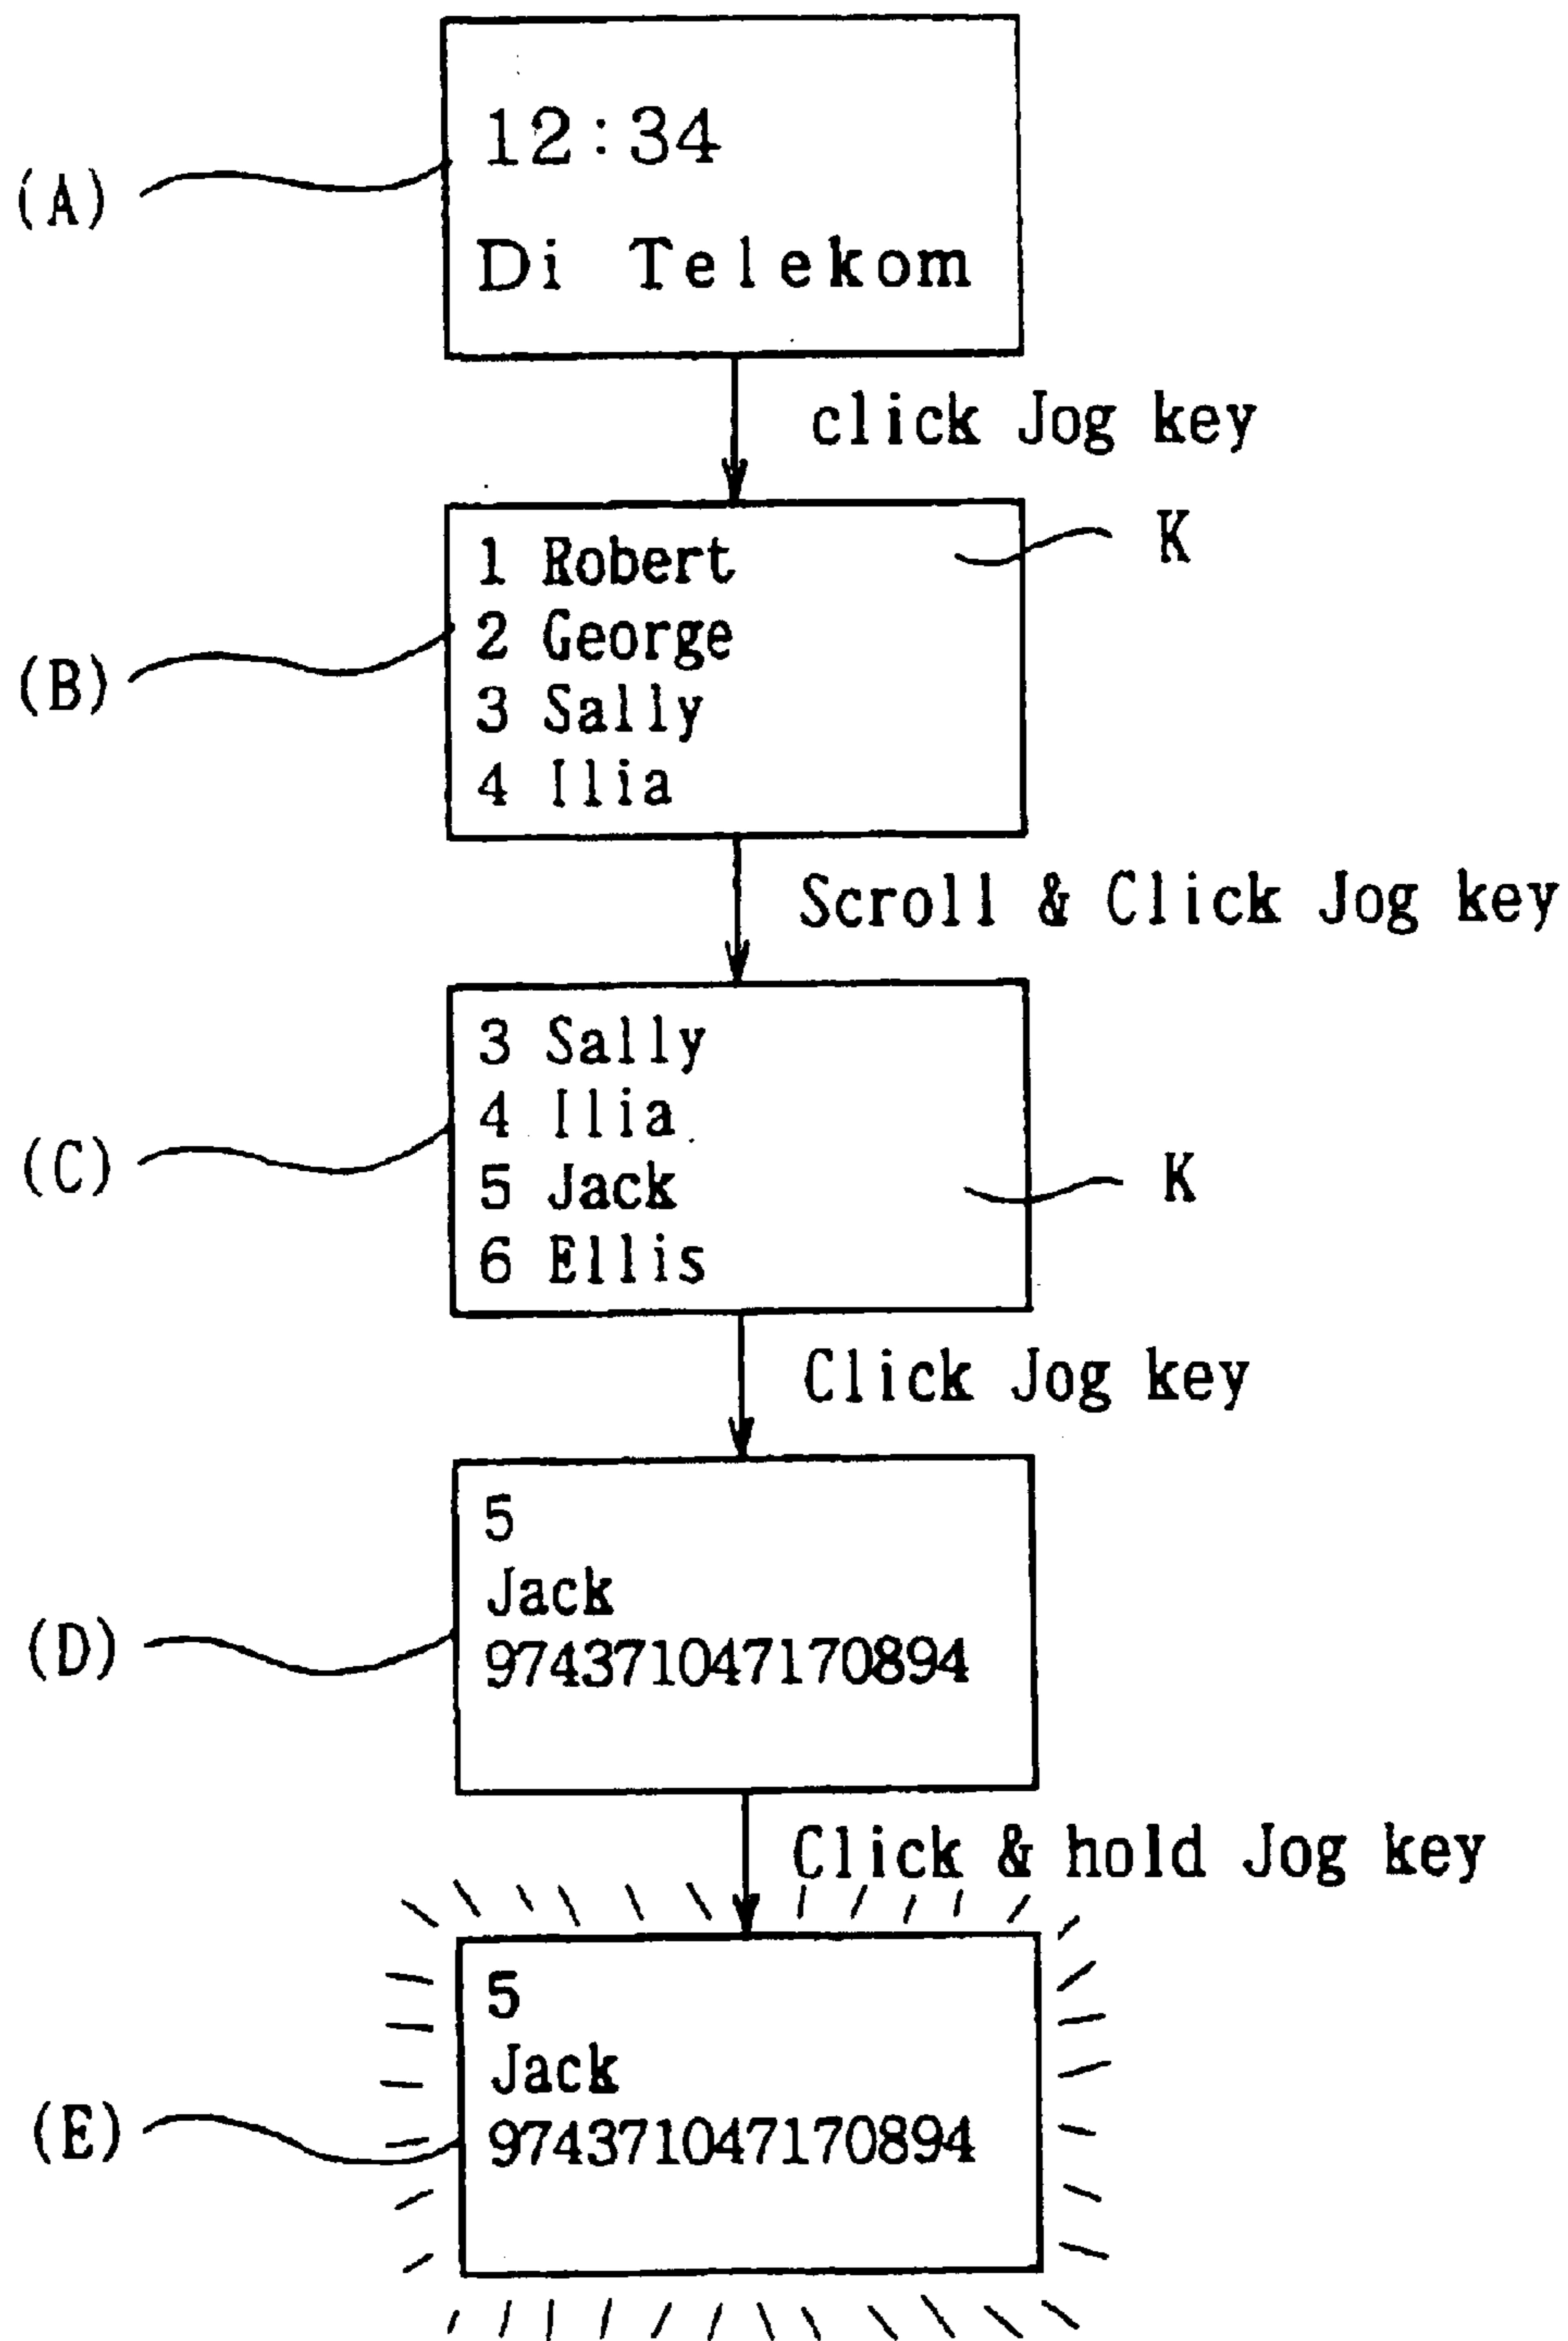 12:34
(A)
Di Telekom
click Jog key
K
1 Robert
2 George
(B)
3 Sally
4 Ilia
Scroll & Click Jog key
3 Sally
4 Ilia
(C)
K
5 Jack
6 Ellis
Click Jog key
5
Jack
(D)
974371047170894
Click & hold Jog key
5
Jack
(E)
974371047170894